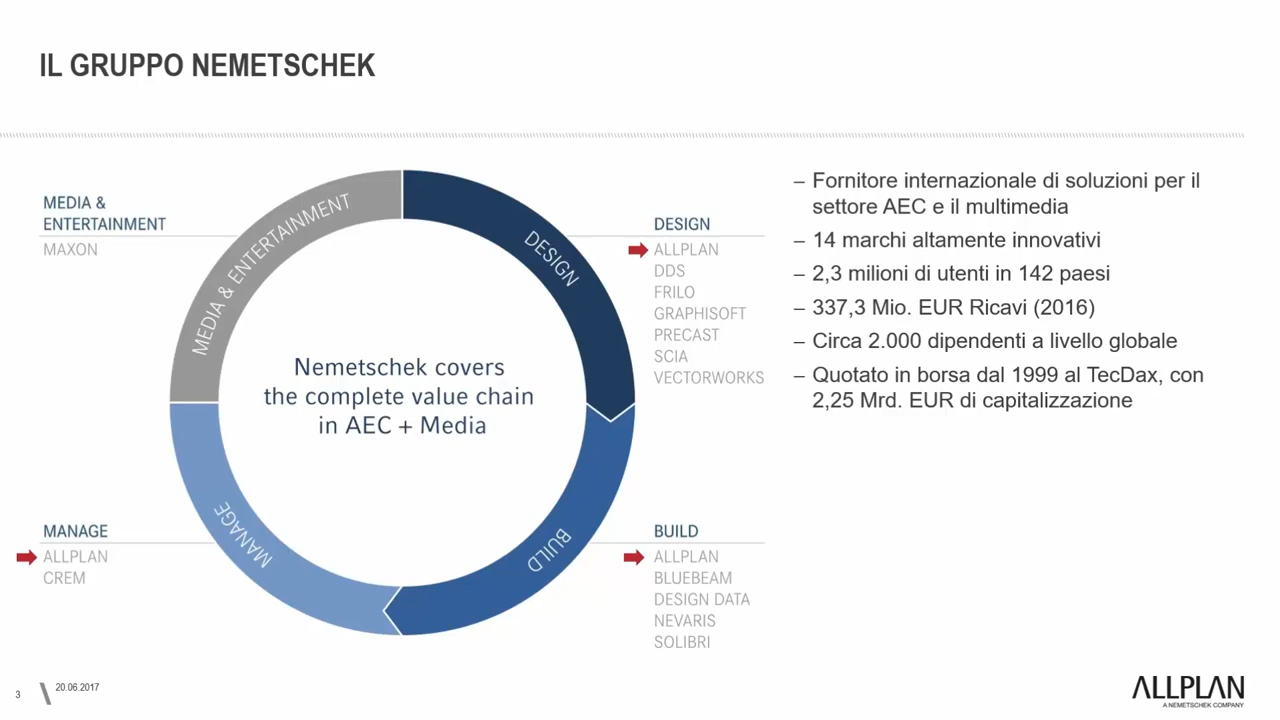 IL GRUPPO NEMETSCHEK
MEDIA &
ENTERTAINMENT
MAXON
MEDIA & ENTERTAINMENT
DESIGN
BUILD
MANAGE
Nemetschek covers
the complete value chain
in AEC + Media
DESIGN
ALLPLAN
DDS
FRILO
GRAPHISOFT
PRECAST
SCIA
VECTORWORKS
MANAGE
ALLPLAN
CREM
BUILD
ALLPLAN
BLUEBEAM
DESIGN DATA
NEVARIS
SOLIBRI
– Fornitore internazionale di soluzioni per il
settore AEC e il multimedia
– 14 marchi altamente innovativi
– 2,3 milioni di utenti in 142 paesi
– 337,3 Mio. EUR Ricavi (2016)
– Circa 2.000 dipendenti a livello globale
– Quotato in borsa dal 1999 al TecDax, con
2,25 Mrd. EUR di capitalizzazione
3
20.06.2017
ALLPLAN
A NEMETSCHEK COMPANY